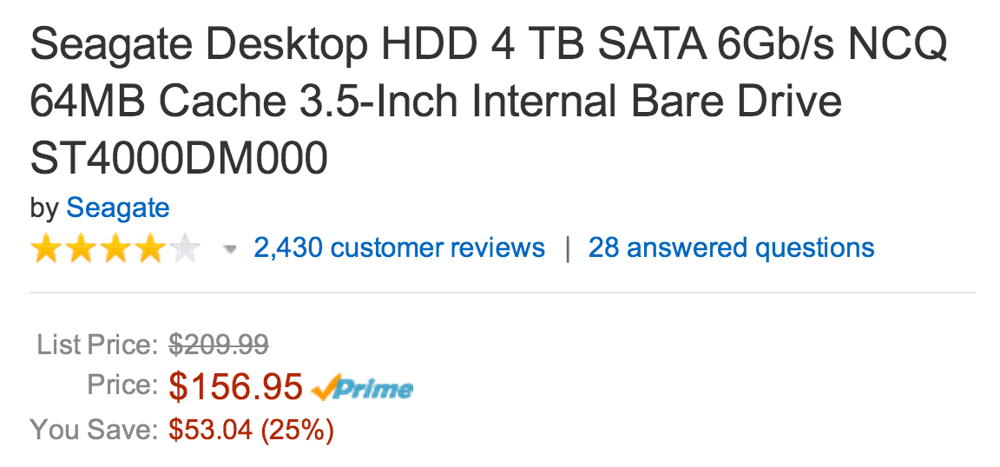 Seagate Desktop HDD 4 TB SATA 6Gb/s NCQ
64MB Cache 3.5-Inch Internal Bare Drive
ST4000DM000
by Seagate
2,430 customer reviews | 28 answered questions
List Price: $209.99
Price: $156.95 Prime
You Save: $53.04 (25%)